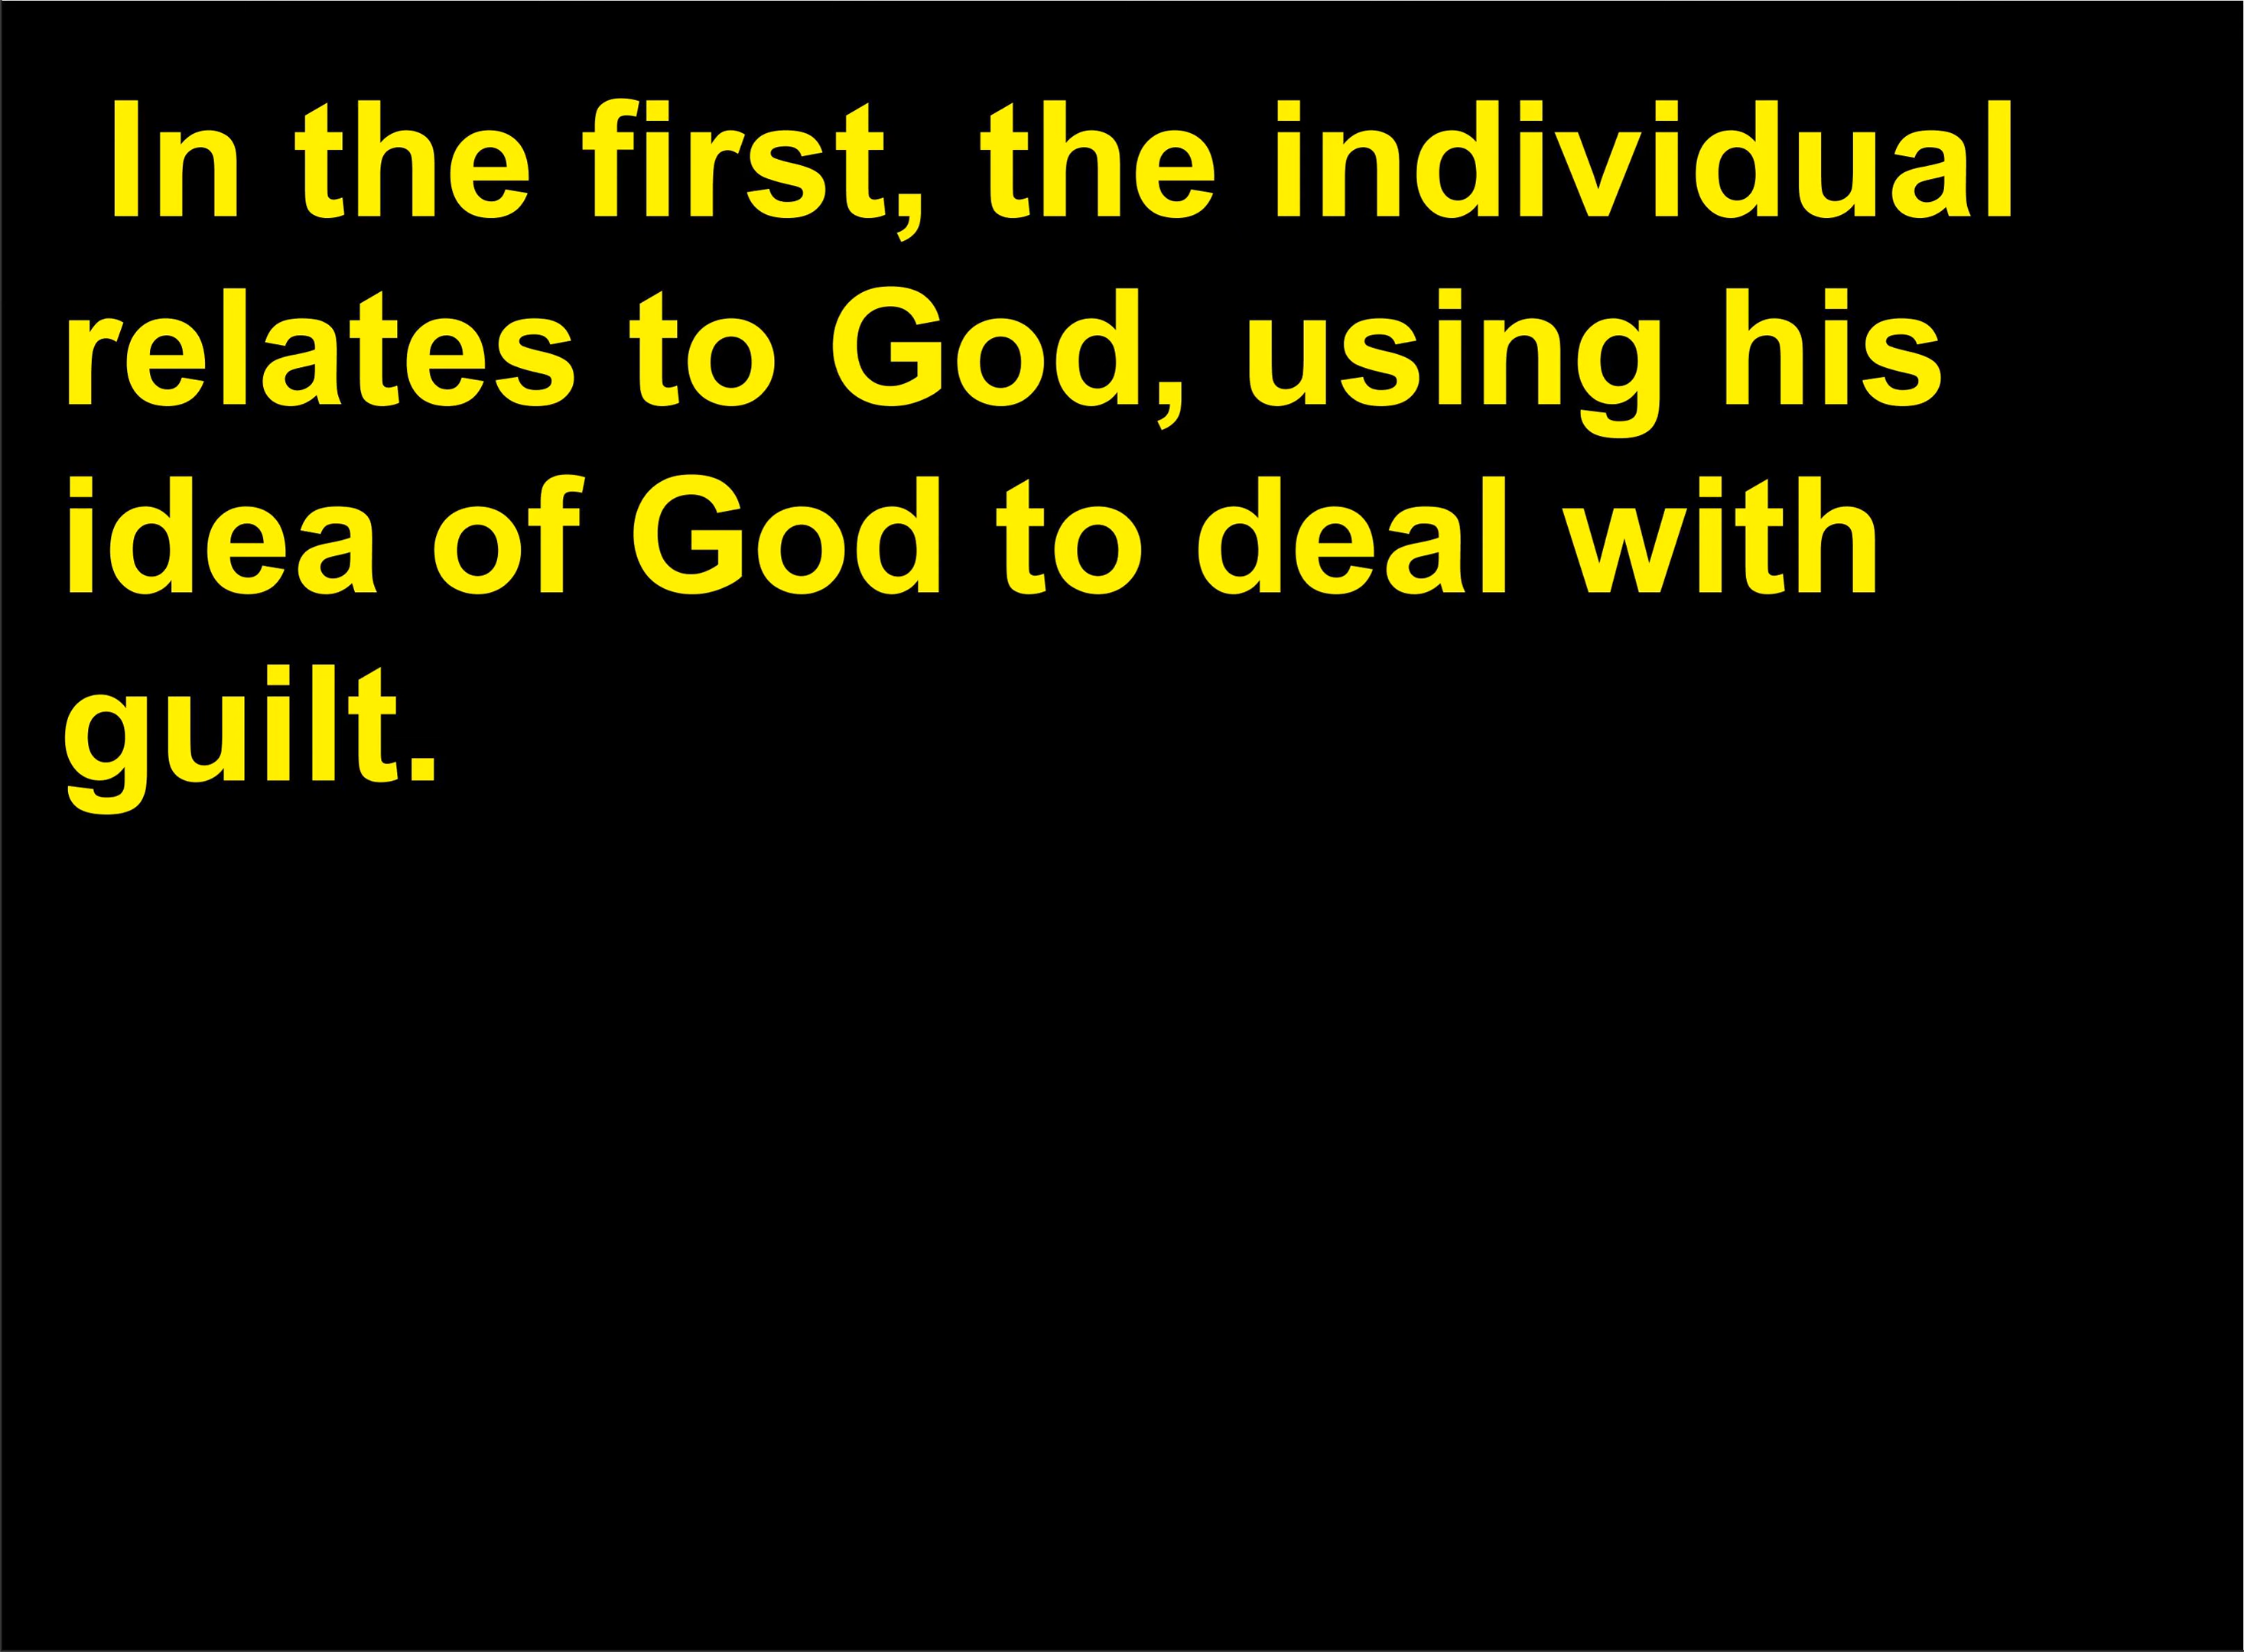 In the first, the individual
relates to God, using his
idea of God to deal with
guilt.